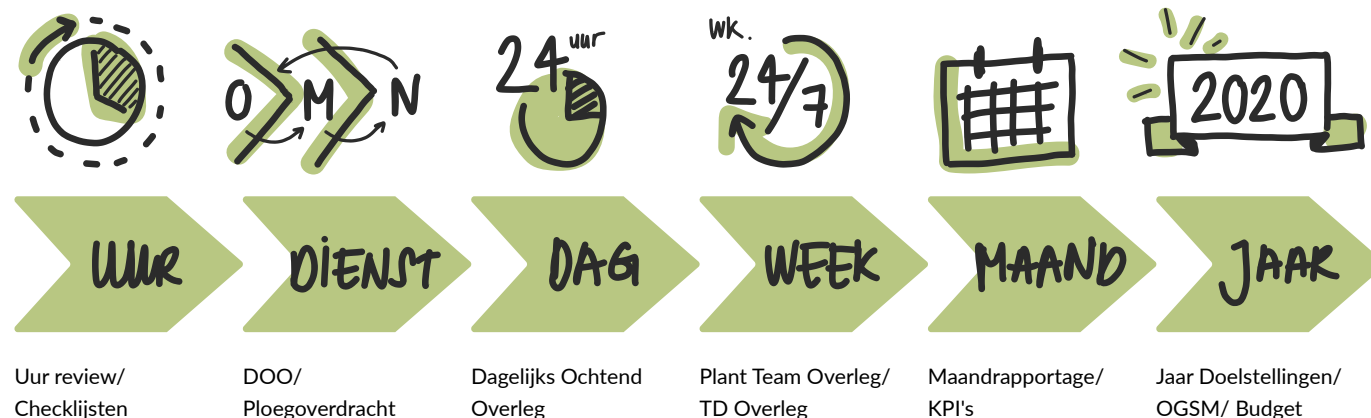 24 uur
wk.
O M N
24/7
2020
UUR
DIENST
DAG
WEEK
MAAND
JAAR
Uur review/
Checklijsten
DOO/
Ploegoverdracht
Dagelijks Ochtend
Overleg
Plant Team Overleg/
TD Overleg
Maandrapportage/
KPI's
Jaar Doelstellingen/
OGSM/ Budget